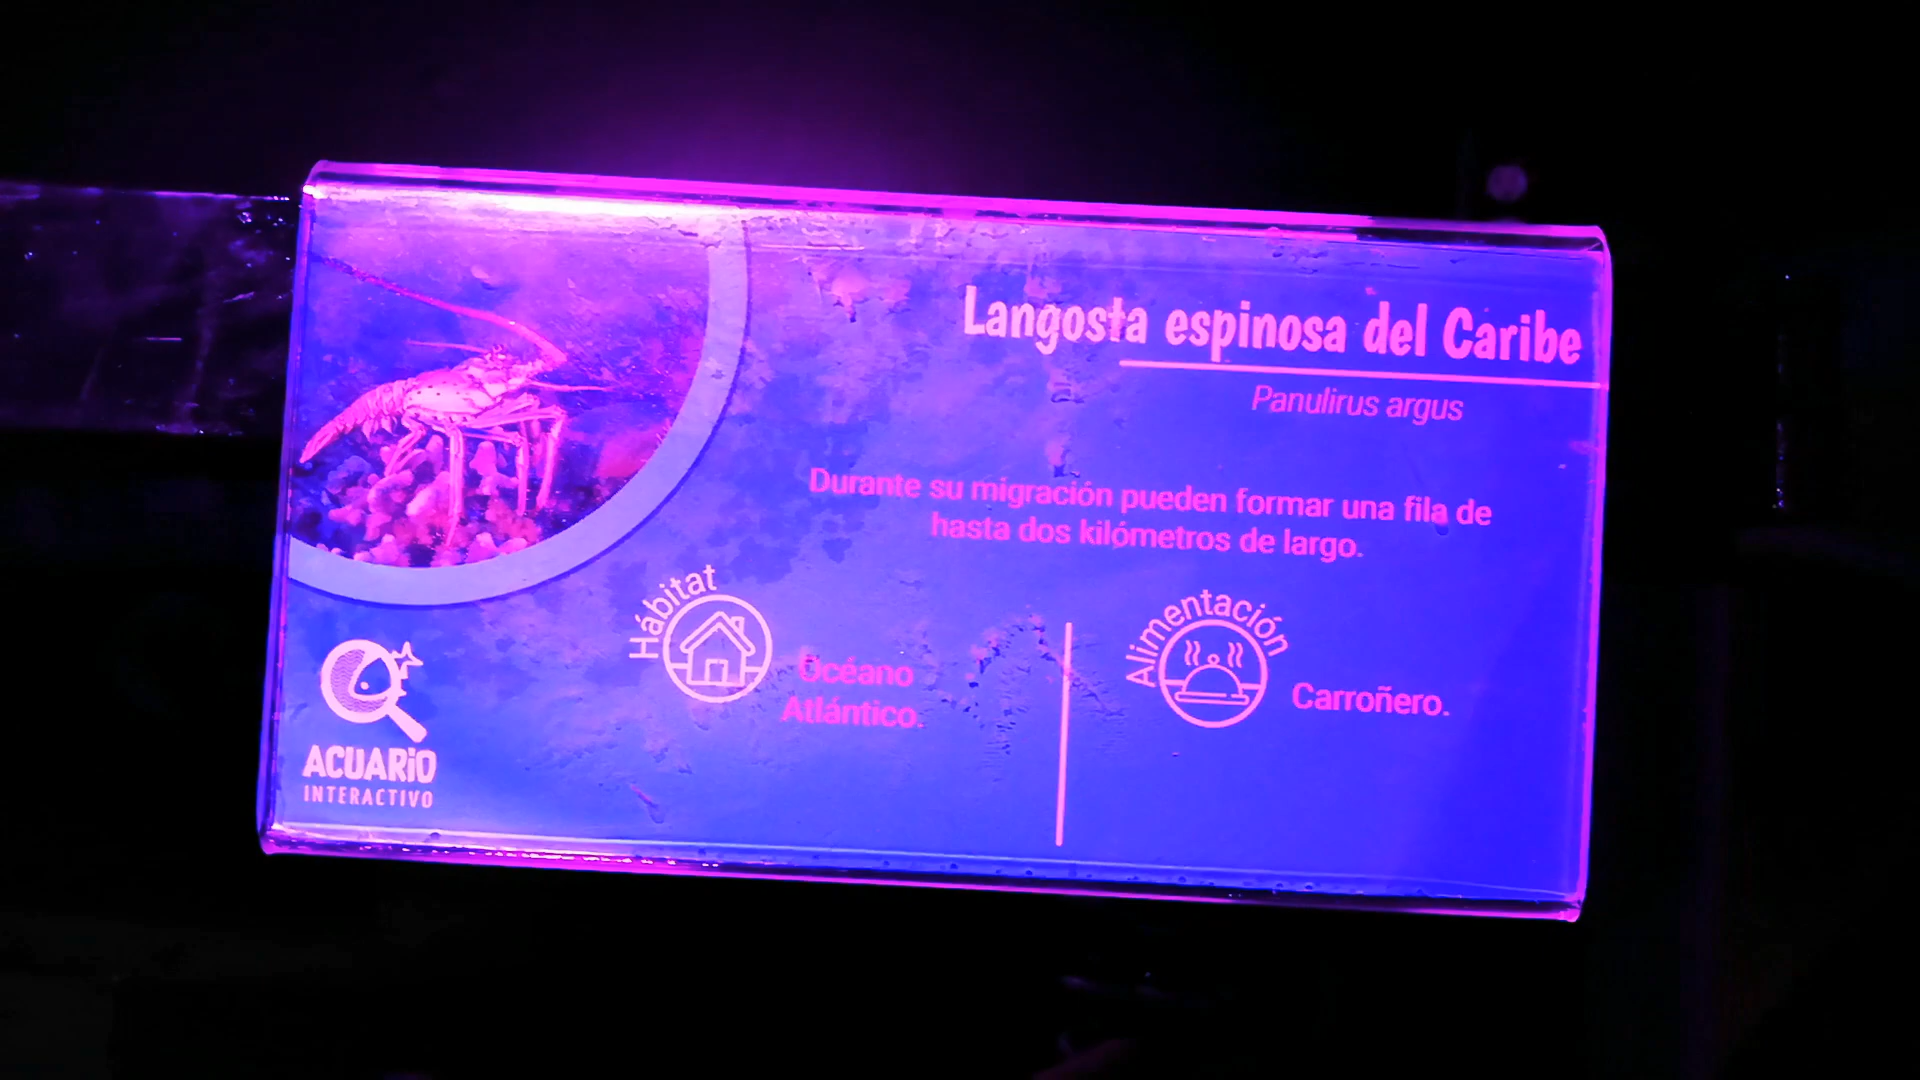 Langosta espinosa del Caribe
Panulirus argus
Durante su migración pueden formar una fila de
hasta dos kilómetros de largo.
Hábitat
Océano
Atlántico.
Alimentación
Carroñero.
ACUARiO
INTERACTIVO